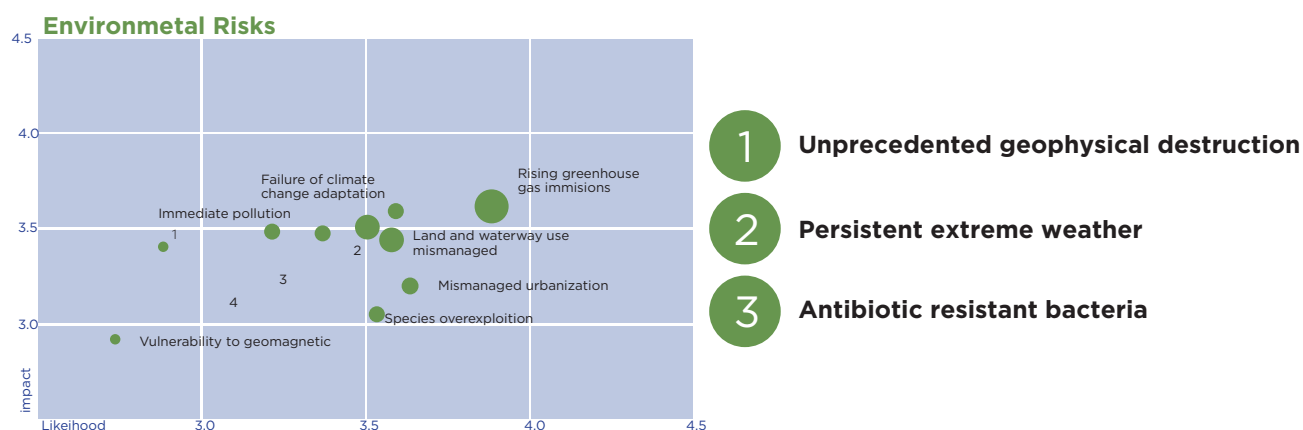 Environmetal Risks
4.5
4.0
Rising greenhouse
gas immisions
Failure of climate
change adaptation
Immediate pollution
3.5
1
Land and waterway use
mismanaged
2
3
Mismanaged urbanization
4
Species overexploition
3.0
Vulnerability to geomagnetic
impact
Likeihood
3.0
3.5
4.0
4.5
1 Unprecedented geophysical destruction
2 Persistent extreme weather
3 Antibiotic resistant bacteria